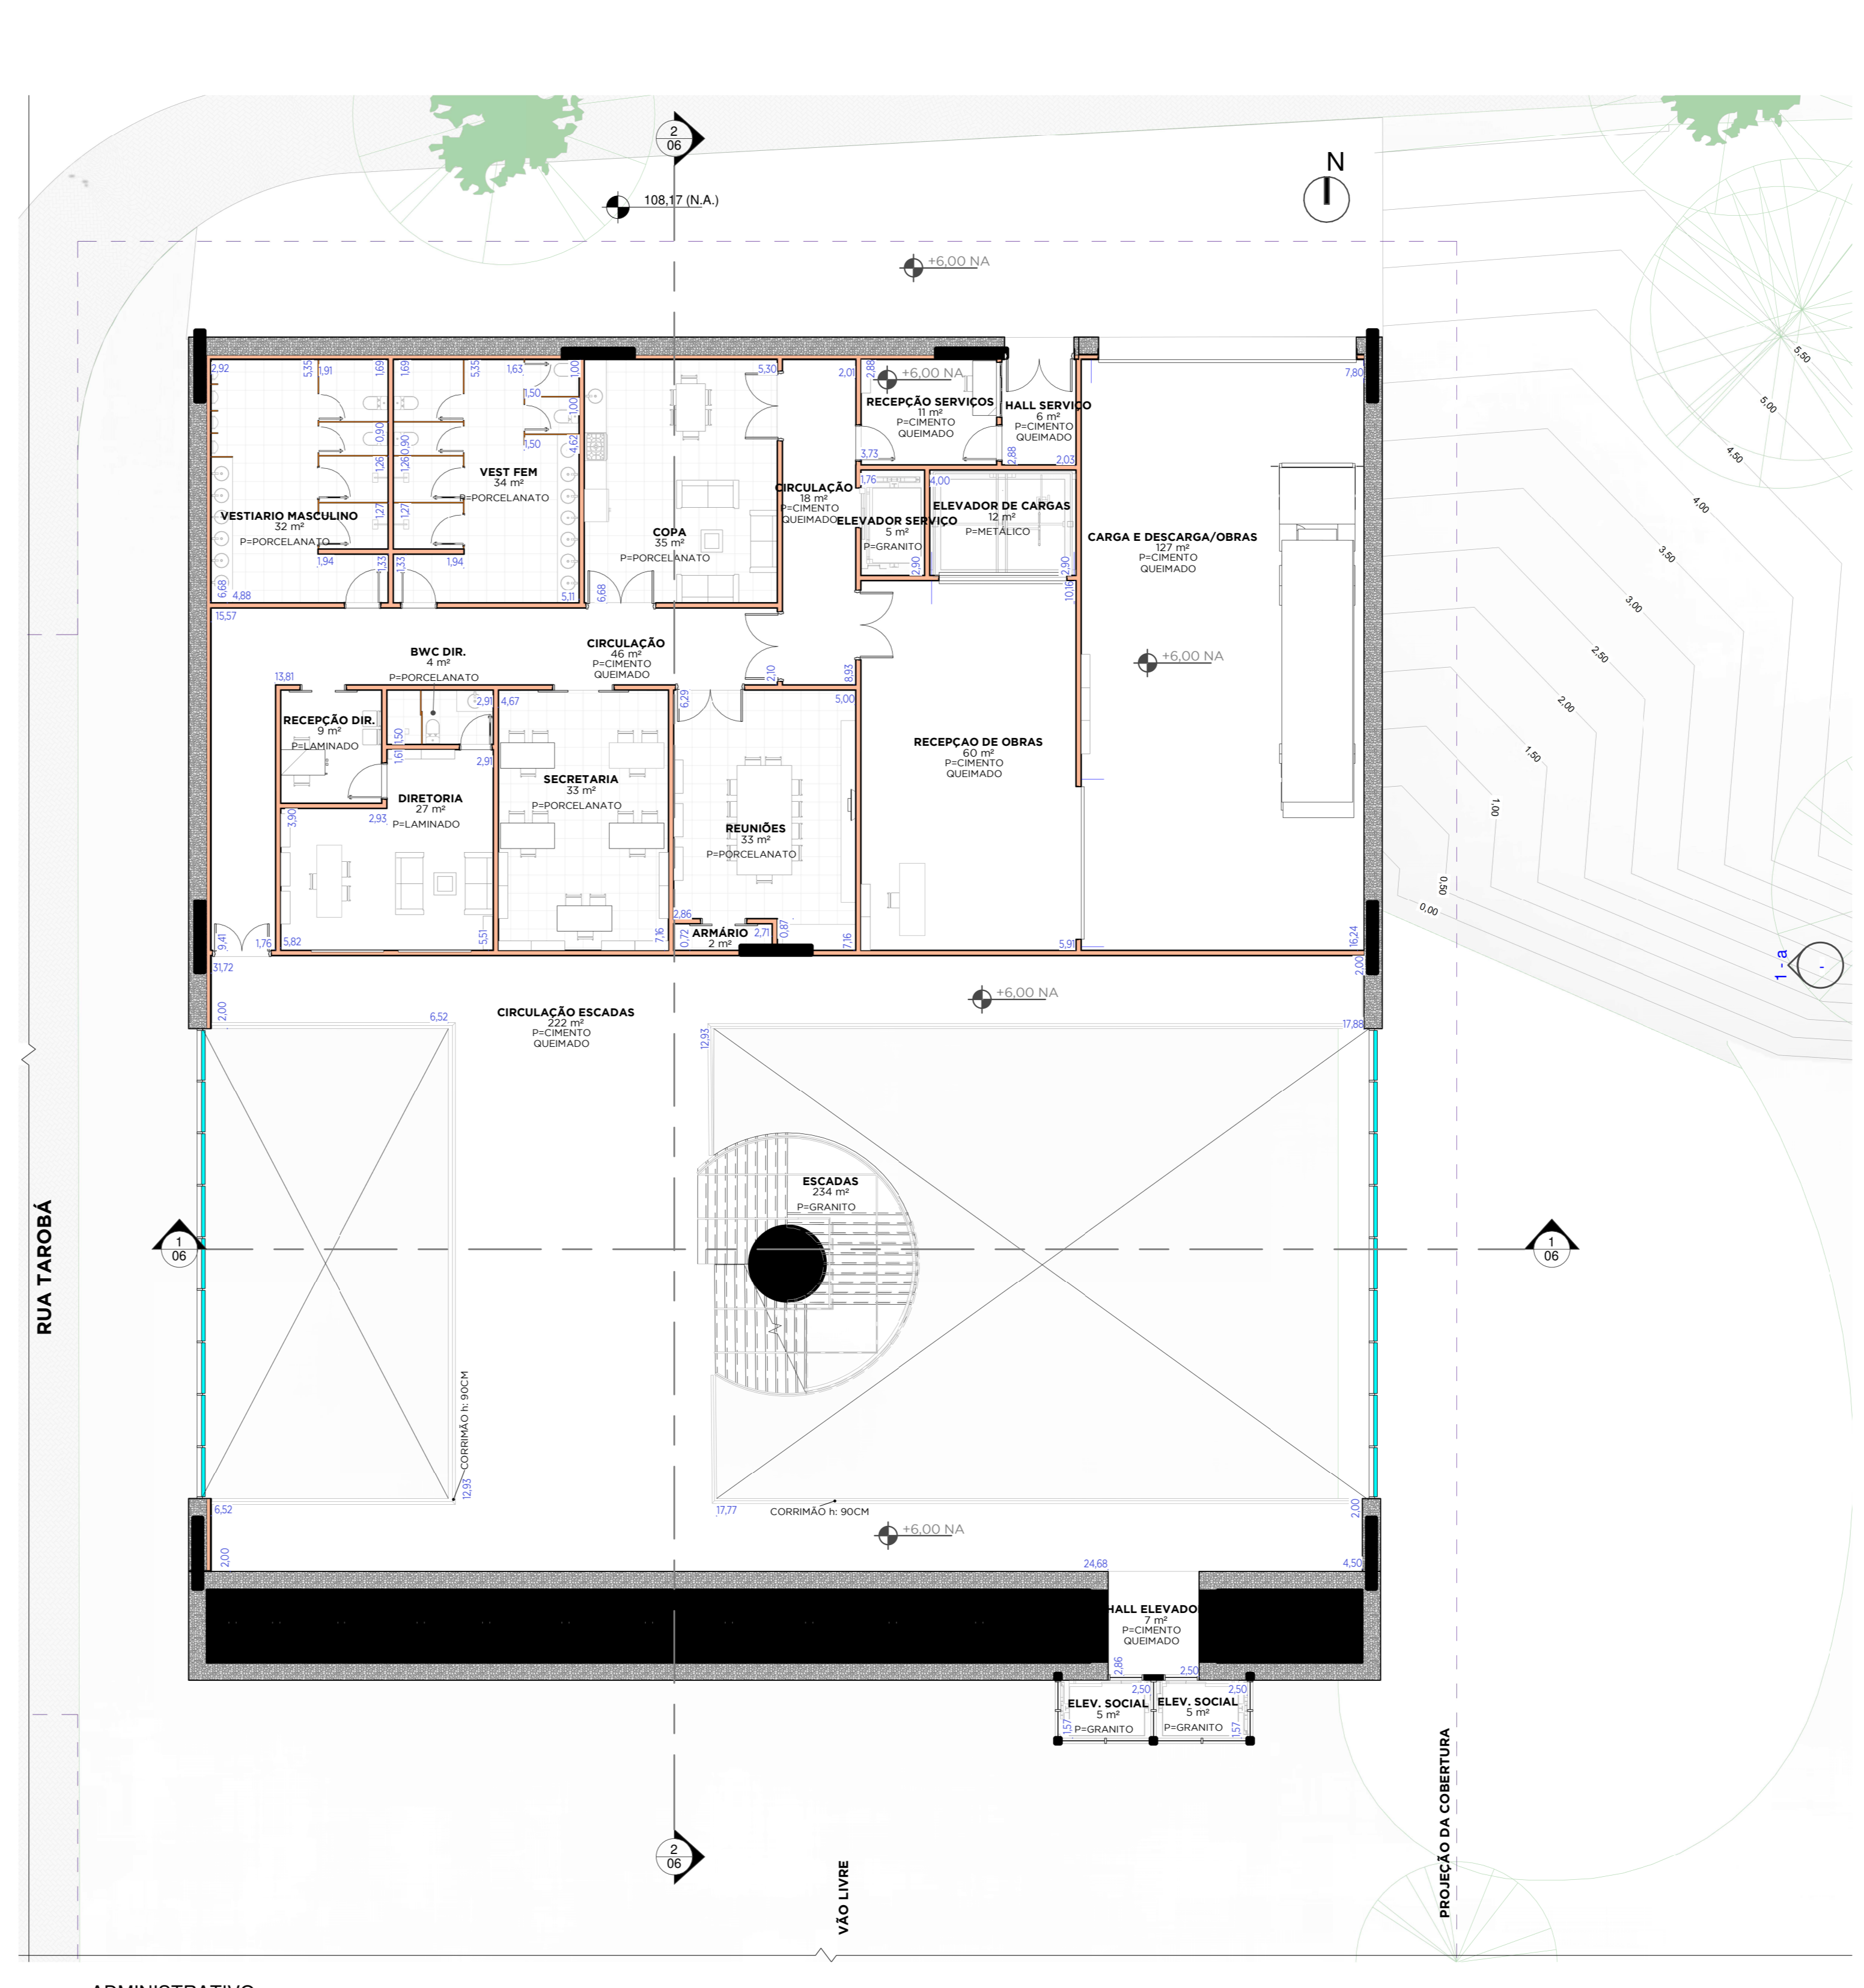 2
06
N
108,17 (N.A.)
+6,00 NA
5,50
5,00
4,50
4,00
3,50
3,00
2,50
2,00
1,50
1,00
0,50
0,00
2,92
5,35
1,91
1,69
1,69
5,35
1,63
1,00
5,30
2,01
2,88
+6,00 NA
7,80
1,50
1,00
RECEPÇÃO SERVIÇOS
11 m²
P=CIMENTO
QUEIMADO
HALL SERVIÇO
6 m²
P=CIMENTO
QUEIMADO
0,90
0,90
1,50
4,62
3,73
2,88
2,03
1,26
1,26
VEST FEM
34 m²
P=PORCELANATO
1,76
4,00
CIRCULAÇÃO
18 m²
P=CIMENTO
QUEIMADO
VESTIARIO MASCULINO
32 m²
P=PORCELANATO
1,27
1,27
COPA
35 m²
P=PORCELANATO
ELEVADOR SERVIÇO
5 m²
P=GRANITO
ELEVADOR DE CARGAS
12 m²
P=METÁLICO
CARGA E DESCARGA/OBRAS
127 m²
P=CIMENTO
QUEIMADO
1,94
1,33
1,33
1,94
2,90
2,90
6,68
4,88
5,11
6,68
10,16
15,57
BWC DIR.
4 m²
P=PORCELANATO
CIRCULAÇÃO
46 m²
P=CIMENTO
QUEIMADO
+6,00 NA
13,81
2,10
8,93
2,91
4,67
6,29
5,00
RECEPÇÃO DIR.
9 m²
P=LAMINADO
1,50
1,61
2,91
RECEPÇAO DE OBRAS
60 m²
P=CIMENTO
QUEIMADO
SECRETARIA
33 m²
P=PORCELANATO
DIRETORIA
27 m²
P=LAMINADO
3,90
2,93
REUNIÕES
33 m²
P=PORCELANATO
2,86
ARMÁRIO
2 m²
0,72
2,71
0,87
9,41
1,76
5,82
5,51
7,16
7,16
5,91
16,24
31,72
2,00
1 - a
-
+6,00 NA
2,00
6,52
CIRCULAÇÃO ESCADAS
222 m²
P=CIMENTO
QUEIMADO
12,93
17,88
ESCADAS
234 m²
P=GRANITO
RUA TAROBÁ
1
06
1
06
CORRIMÃO h: 90CM
12,93
6,52
17,77
CORRIMÃO h: 90CM
2,00
+6,00 NA
2,00
24,68
4,50
HALL ELEVADO
7 m²
P=CIMENTO
QUEIMADO
2,86
2,50
2,50
2,50
ELEV. SOCIAL
5 m²
P=GRANITO
1,57
ELEV. SOCIAL
5 m²
P=GRANITO
1,57
PROJEÇÃO DA COBERTURA
2
06
VÃO LIVRE
ADMINISTRATIVO